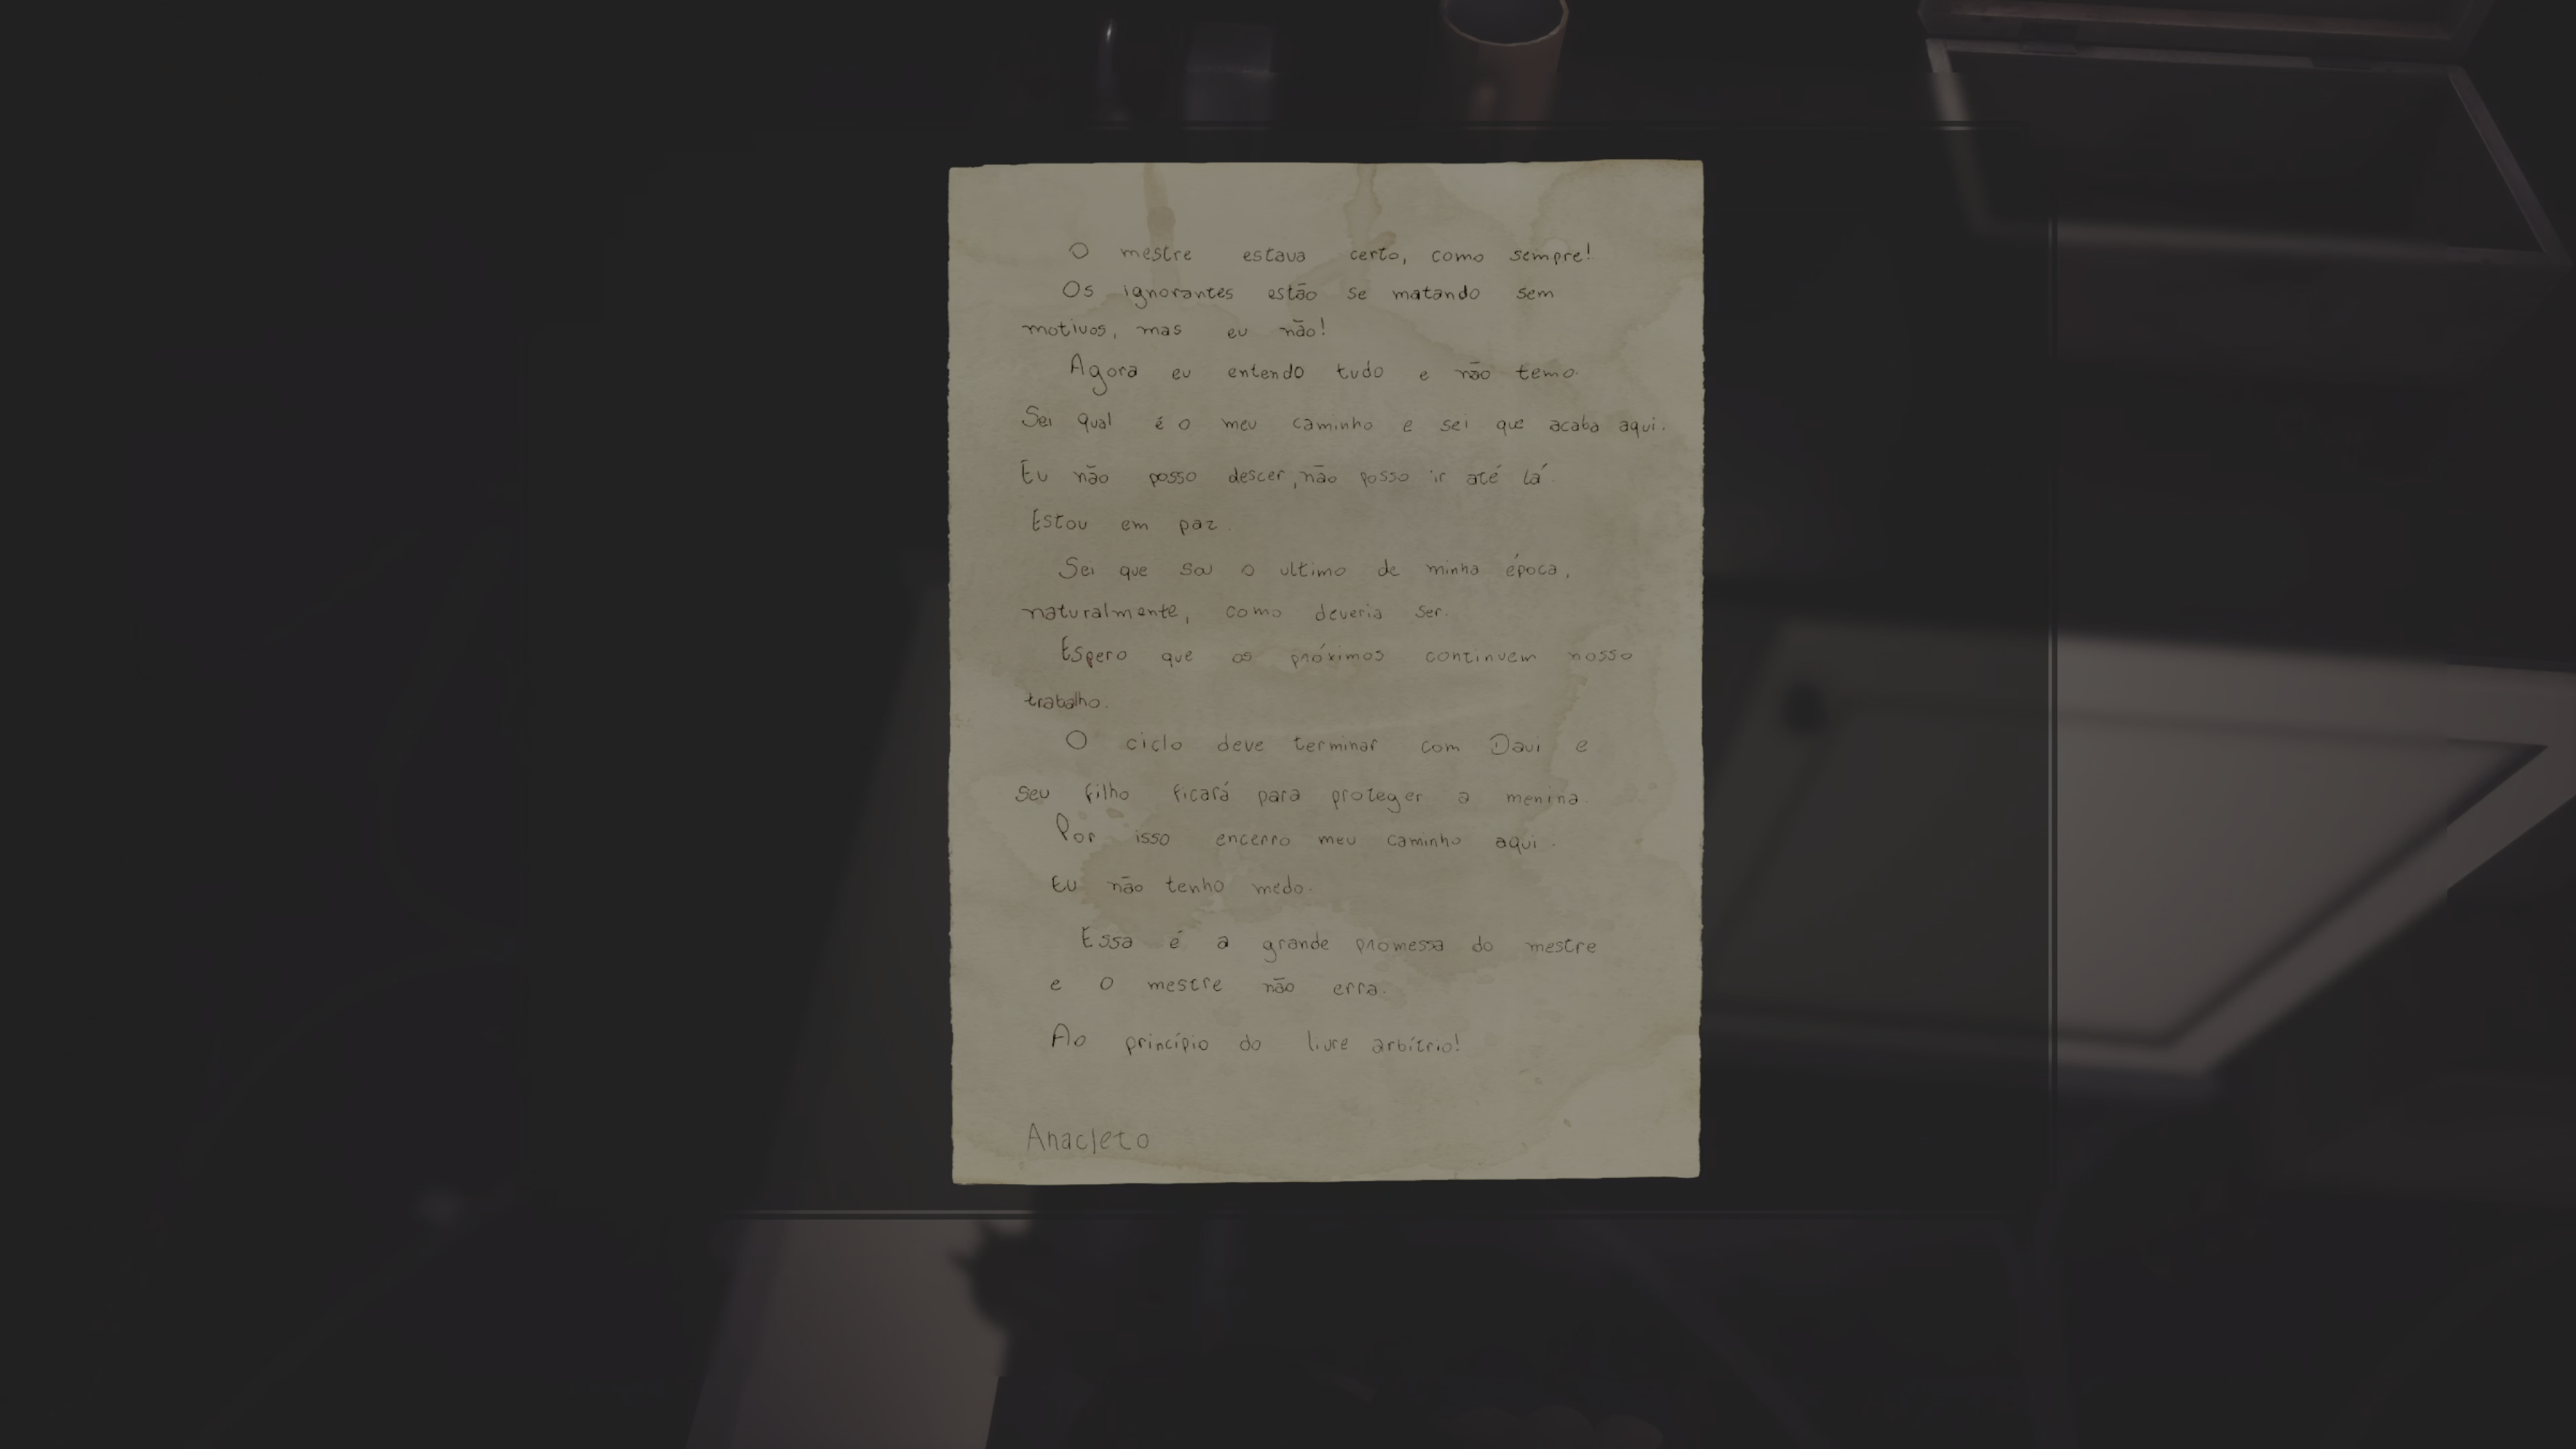 O mestre estava certo, como sempre!
Os ignorantes estão se matando sem
motivos, mas eu não!
Agora eu entendo tudo e não temo.
Sei qual é o meu caminho e sei que acaba aqui.
Eu não posso descer, não posso ir até lá.
Estou em paz.
Sei que sou o ultimo de minha época,
naturalmente, como deveria ser.
Espero que os próximos continuem nosso
trabalho.
O ciclo deve terminar com Davi e
seu filho ficará para proteger a menina.
Por isso encerro meu caminho aqui.
Eu não tenho medo.
Essa é a grande promessa do mestre
e o mestre não erra.
Ao princípio do livre arbítrio!
Anacleto